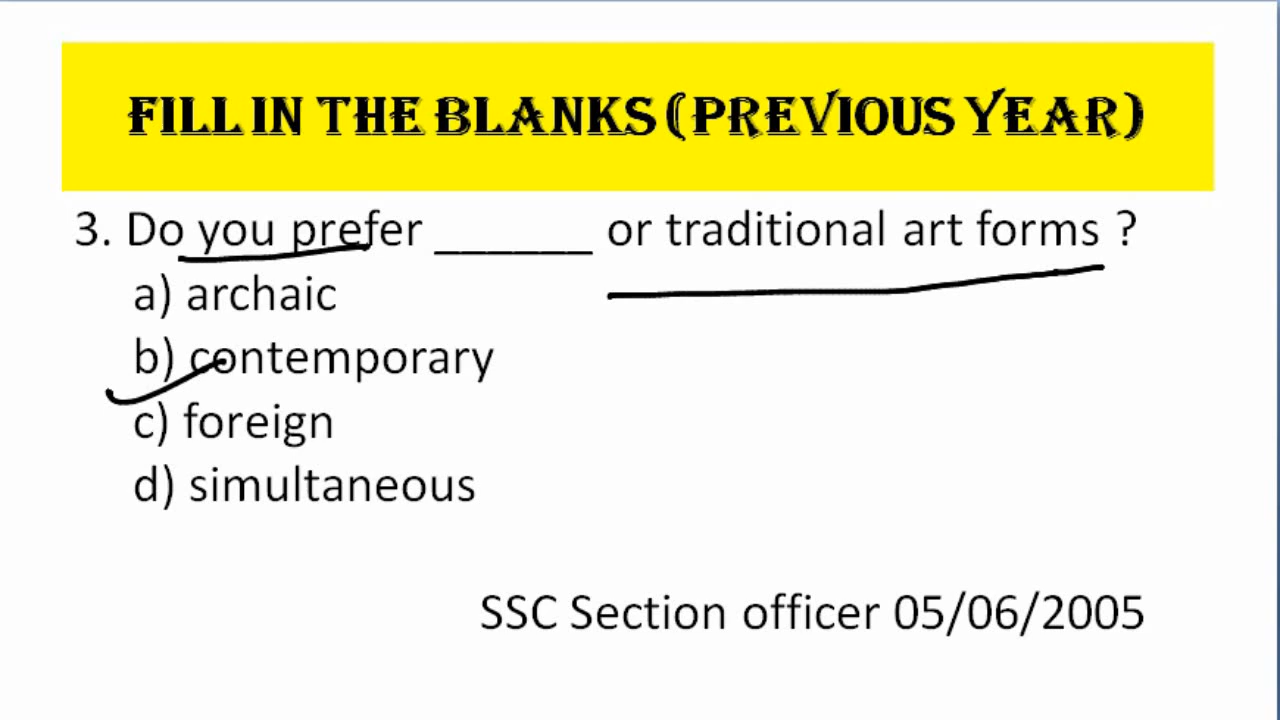 FILL IN THE BLANKS (PREVIOUS YEAR)
3. Do you prefer ______ or traditional art forms ?
a) archaic
b) contemporary
c) foreign
d) simultaneous
SSC Section officer 05/06/2005